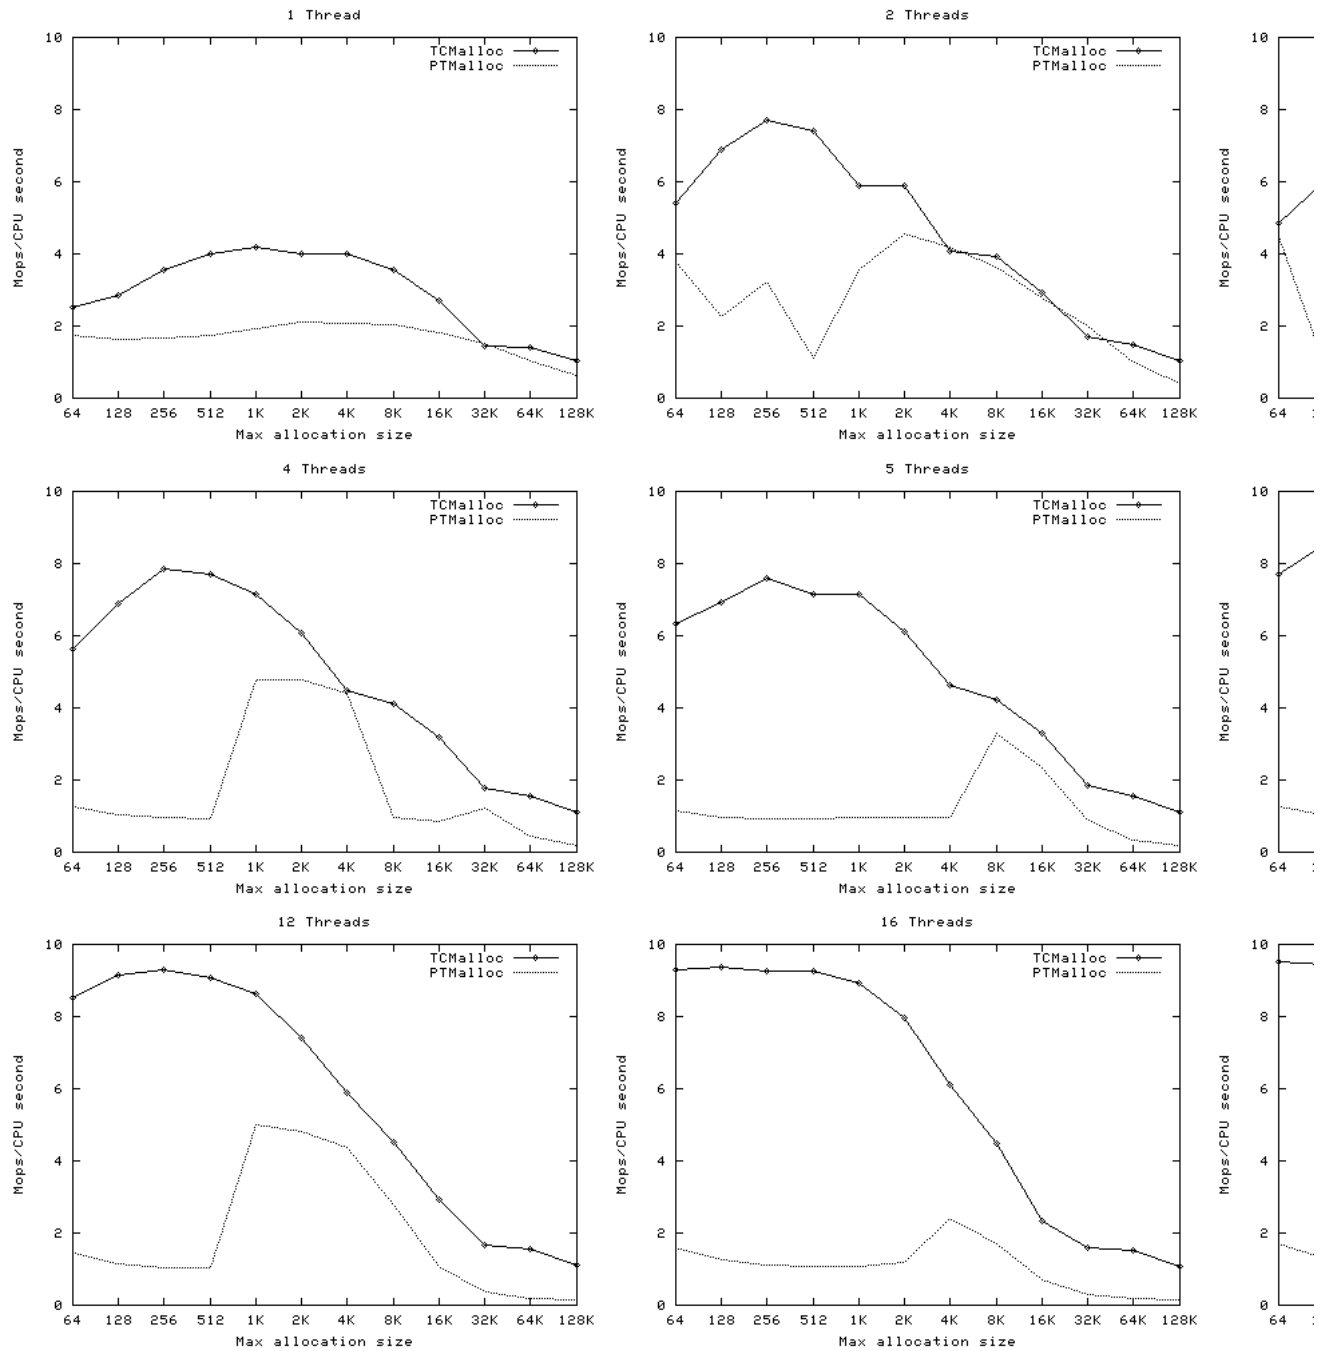 1 Thread
10
8
6
4
2
0
Mops/CPU second
TCMalloc
PTMalloc
64 128 256 512 1K 2K 4K 8K 16K 32K 64K 128K
Max allocation size
2 Threads
10
8
6
4
2
0
Mops/CPU second
TCMalloc
PTMalloc
64 128 256 512 1K 2K 4K 8K 16K 32K 64K 128K
Max allocation size
10
8
6
4
2
0
Mops/CPU second
64
4 Threads
10
8
6
4
2
0
Mops/CPU second
TCMalloc
PTMalloc
64 128 256 512 1K 2K 4K 8K 16K 32K 64K 128K
Max allocation size
5 Threads
10
8
6
4
2
0
Mops/CPU second
TCMalloc
PTMalloc
64 128 256 512 1K 2K 4K 8K 16K 32K 64K 128K
Max allocation size
10
8
6
4
2
0
Mops/CPU second
64
12 Threads
10
8
6
4
2
0
Mops/CPU second
TCMalloc
PTMalloc
64 128 256 512 1K 2K 4K 8K 16K 32K 64K 128K
Max allocation size
16 Threads
10
8
6
4
2
0
Mops/CPU second
TCMalloc
PTMalloc
64 128 256 512 1K 2K 4K 8K 16K 32K 64K 128K
Max allocation size
10
8
6
4
2
0
Mops/CPU second
64